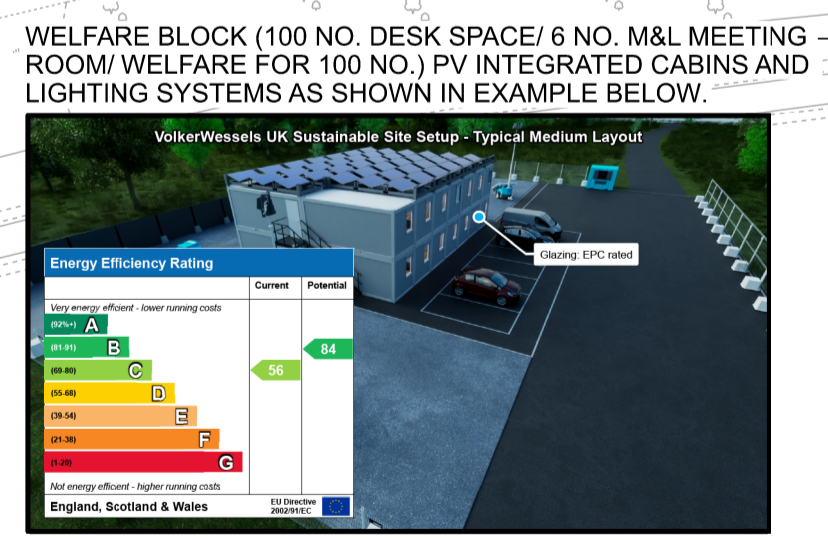 WELFARE BLOCK (100 NO. DESK SPACE/ 6 NO. M&L MEETING
ROOM/ WELFARE FOR 100 NO.) PV INTEGRATED CABINS AND
LIGHTING SYSTEMS AS SHOWN IN EXAMPLE BELOW.
VolkerWessels UK Sustainable Site Setup - Typical Medium Layout
Glazing: EPC rated
Energy Efficiency Rating
Current Potential
Very energy efficient - lower running costs
(92%+) A
(81-91) B
84
(69-80) C
56
(55-68) D
(39-54) E
(21-38) F
(1-20) G
Not energy efficient - higher running costs
England, Scotland & Wales
EU Directive
2002/91/EC